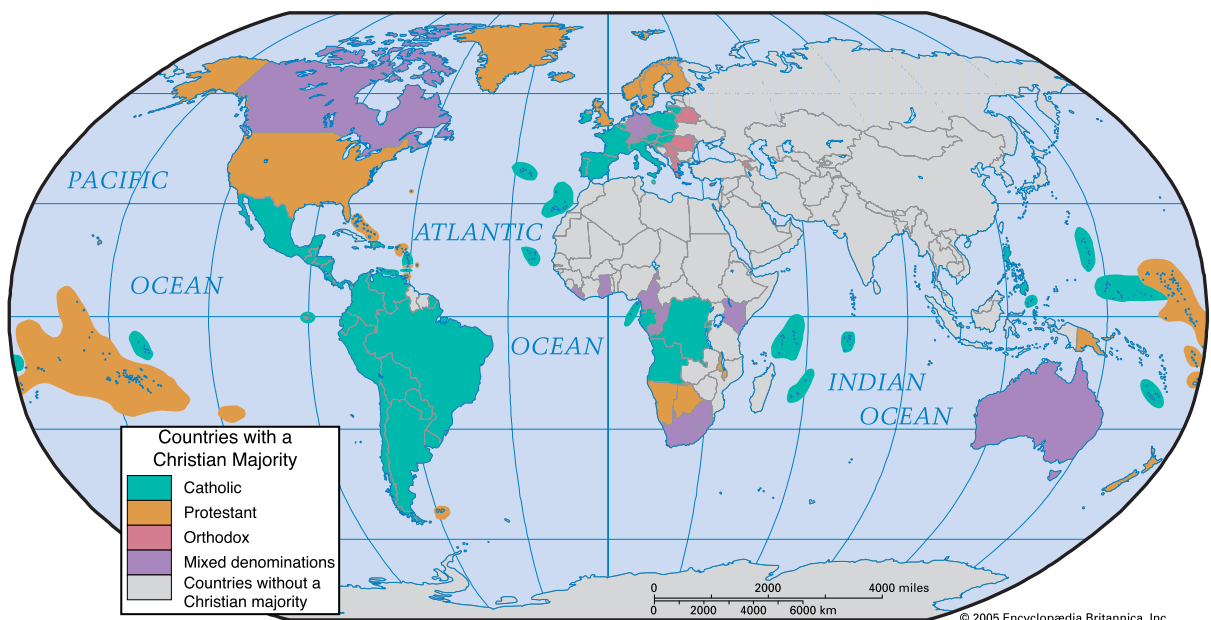 PACIFIC
ATLANTIC
OCEAN
OCEAN
INDIAN
OCEAN
Countries with a
Christian Majority
Catholic
Protestant
Orthodox
Mixed denominations
Countries without a
Christian majority
0 2000 4000 miles
0 2000 4000 6000 km
© 2005 Encyclopædia Britannica, Inc.